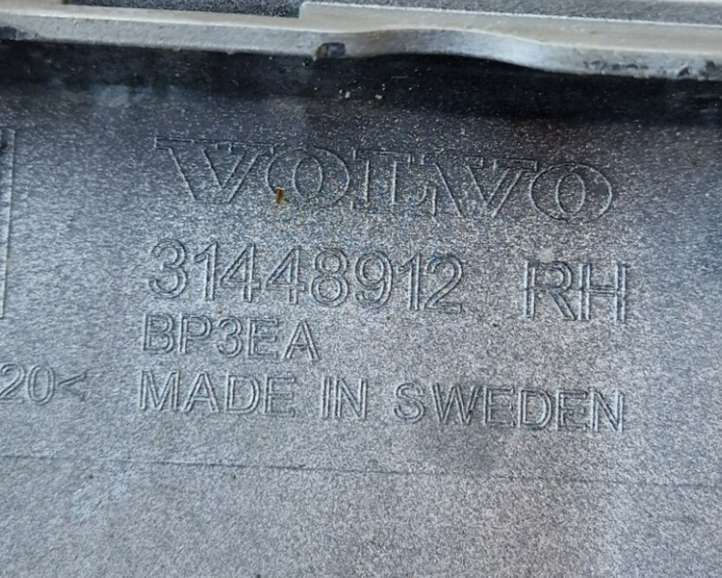 VOLVO
31448912 RH
BP3EA
20<
MADE IN SWEDEN